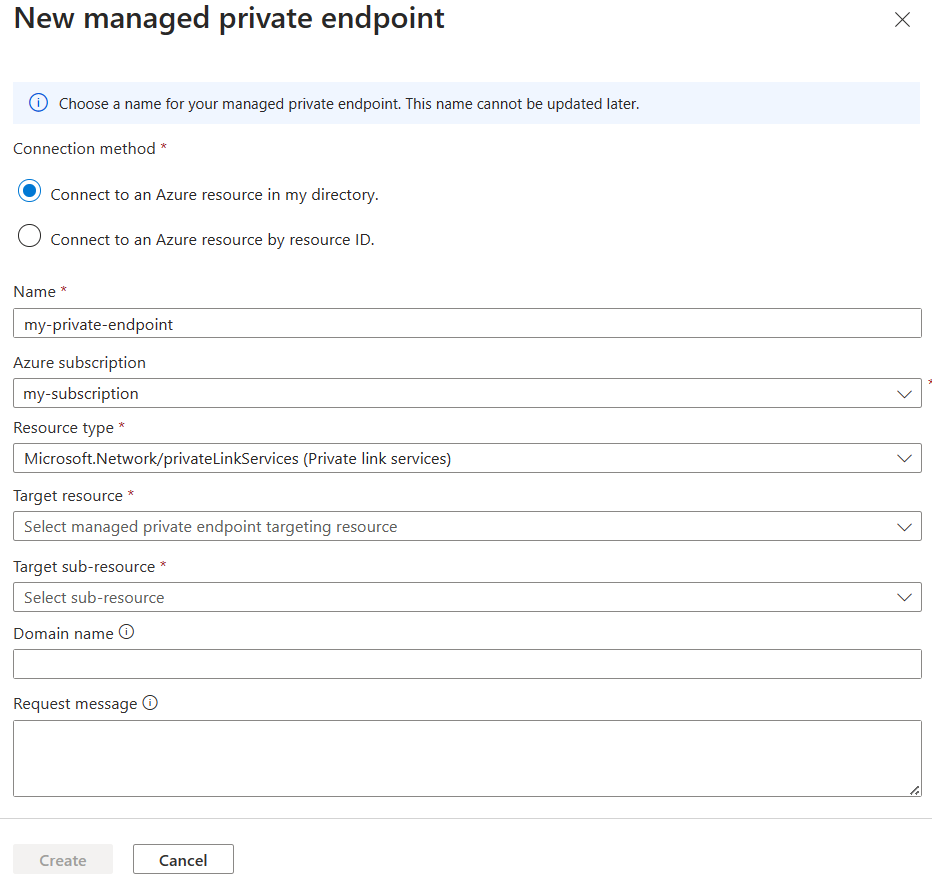 New managed private endpoint
Choose a name for your managed private endpoint. This name cannot be updated later.
Connection method *
Connect to an Azure resource in my directory.
Connect to an Azure resource by resource ID.
Name *
my-private-endpoint
Azure subscription
my-subscription
*
Resource type *
Microsoft.Network/privateLinkServices (Private link services)
Target resource *
Select managed private endpoint targeting resource
Target sub-resource *
Select sub-resource
Domain name
Request message
Create
Cancel